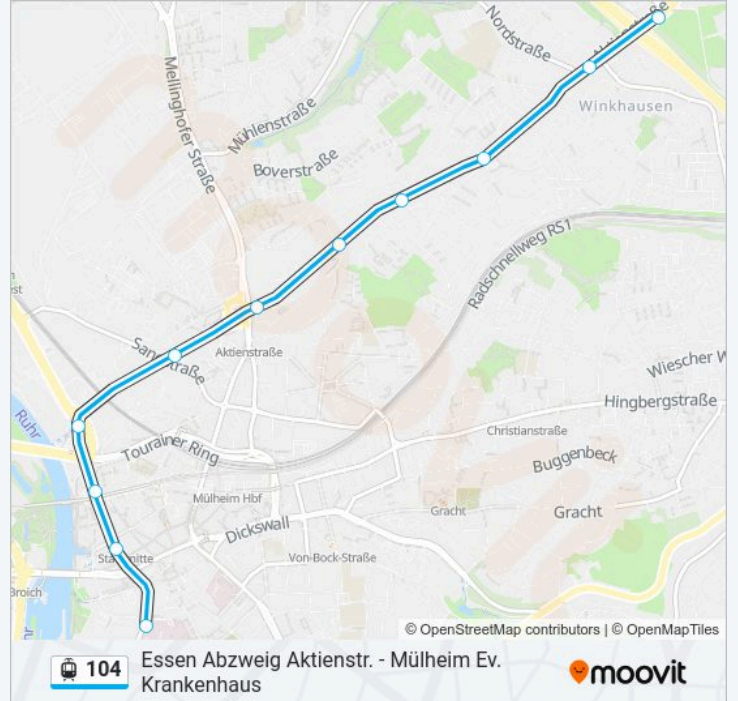 Nordstraße
Mellinghofer Straße
Winkhausen
Mühlenstraße
Boverstraße
Radschnellweg RS1
Aktienstraße
Wiescher W
Hingbergstraße
Ruhr
Tourainer Ring
Christianstraße
Buggenbeck
Mülheim Hbf
Gracht
Gracht
Dickswall
Von-Bock-Straße
Broich
© OpenStreetMap contributors | © OpenMapTiles
104
Essen Abzweig Aktienstr. - Mülheim Ev.
Krankenhaus
moovit